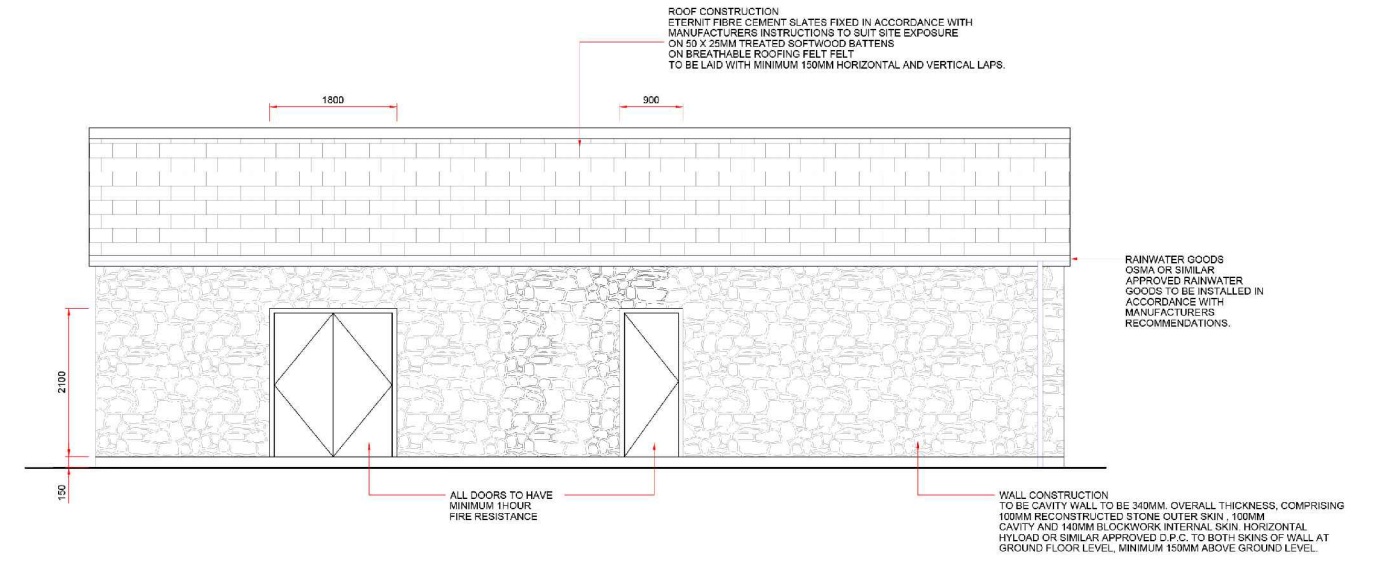 ROOF CONSTRUCTION
ETERNIT FIBRE CEMENT SLATES FIXED IN ACCORDANCE WITH
MANUFACTURERS INSTRUCTIONS TO SUIT SITE EXPOSURE
ON 50 X 25MM TREATED SOFTWOOD BATTENS
ON BREATHABLE ROOFING FELT FELT
TO BE LAID WITH MINIMUM 150MM HORIZONTAL AND VERTICAL LAPS.
1800
900
RAINWATER GOODS
OSMA OR SIMILAR
APPROVED RAINWATER
GOODS TO BE INSTALLED IN
ACCORDANCE WITH
MANUFACTURERS
RECOMMENDATIONS.
2100
150
ALL DOORS TO HAVE
MINIMUM 1HOUR
FIRE RESISTANCE
WALL CONSTRUCTION
TO BE CAVITY WALL TO BE 340MM. OVERALL THICKNESS, COMPRISING
100MM RECONSTRUCTED STONE OUTER SKIN , 100MM
CAVITY AND 140MM BLOCKWORK INTERNAL SKIN. HORIZONTAL
HYLOAD OR SIMILAR APPROVED D.P.C. TO BOTH SKINS OF WALL AT
GROUND FLOOR LEVEL, MINIMUM 150MM ABOVE GROUND LEVEL.